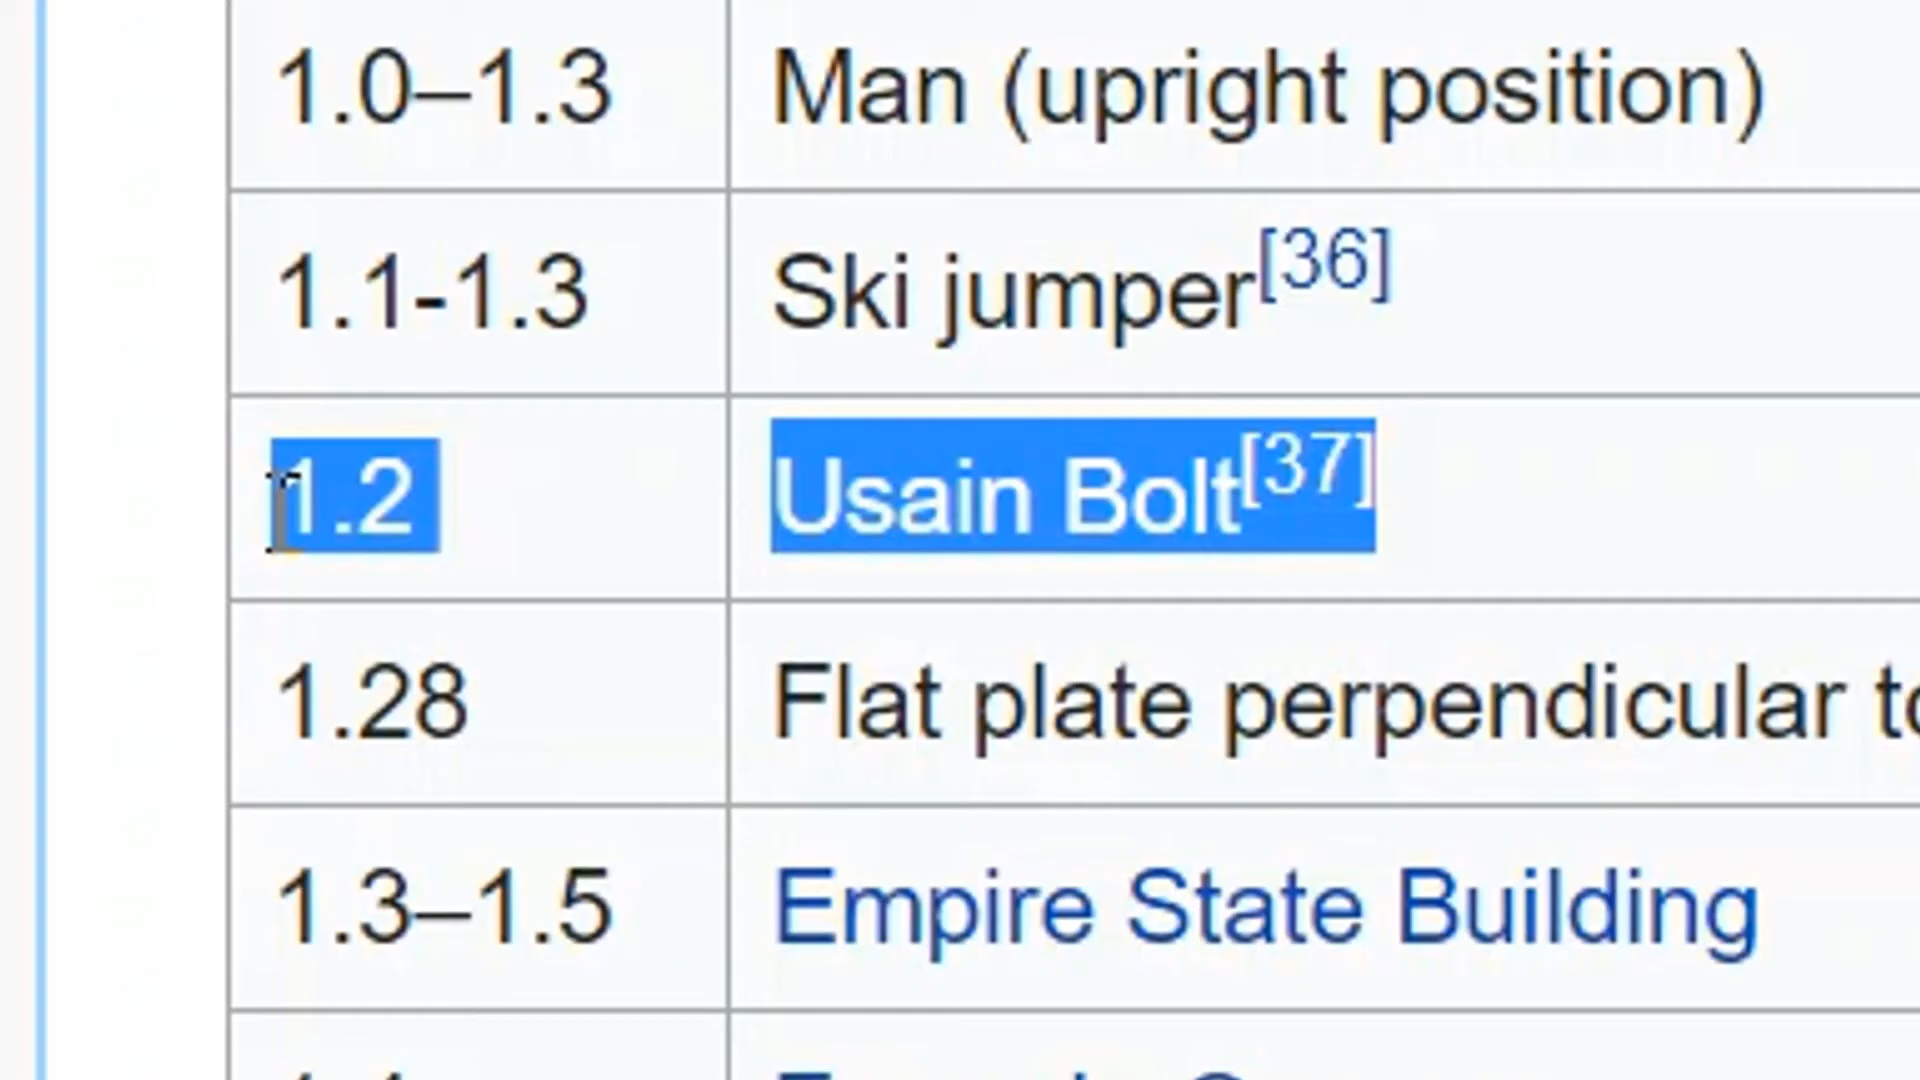 1.0–1.3 Man (upright position)
1.1-1.3 Ski jumper[36]
1.2 Usain Bolt[37]
1.28 Flat plate perpendicular
1.3–1.5 Empire State Building